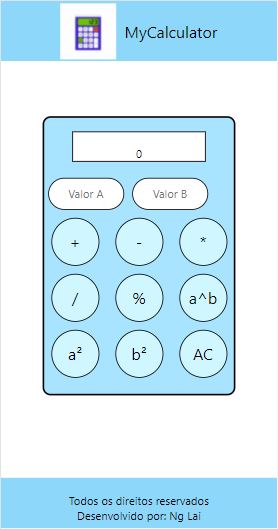 MyCalculator
0
Valor A Valor B
+ - *
/ % a^b
a² b² AC
Todos os direitos reservados
Desenvolvido por: Ng Lai